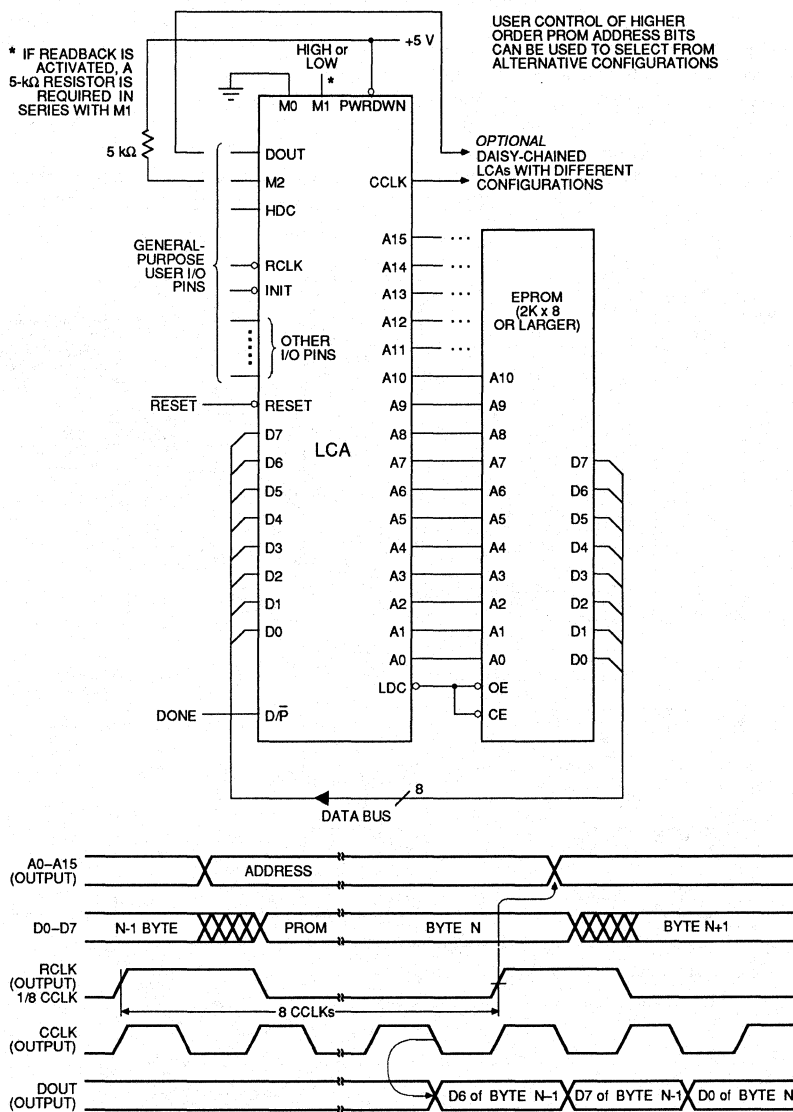 * IF READBACK IS
ACTIVATED, A
5-kΩ RESISTOR IS
REQUIRED IN
SERIES WITH M1
HIGH or
LOW
*
+5 V
USER CONTROL OF HIGHER
ORDER PROM ADDRESS BITS
CAN BE USED TO SELECT FROM
ALTERNATIVE CONFIGURATIONS
5 kΩ
M0 M1 PWRDWN
OPTIONAL
DAISY-CHAINED
LCAs WITH DIFFERENT
CONFIGURATIONS
GENERAL-
PURPOSE
USER I/O
PINS
DOUT
M2
HDC
RCLK
INIT
OTHER
I/O PINS
RESET
RESET
D7
D6
D5
D4
D3
D2
D1
D0
DONE
D/P̅
LCA
CCLK
A15
A14
A13
A12
A11
A10
A9
A8
A7
A6
A5
A4
A3
A2
A1
A0
LDC
EPROM
(2K x 8
OR LARGER)
A10
A9
A8
A7
A6
A5
A4
A3
A2
A1
A0
OE
CE
D7
D6
D5
D4
D3
D2
D1
D0
8
DATA BUS
A0–A15
(OUTPUT)
ADDRESS
D0–D7
N-1 BYTE
PROM
BYTE N
BYTE N+1
RCLK
(OUTPUT)
1/8 CCLK
8 CCLKs
CCLK
(OUTPUT)
DOUT
(OUTPUT)
D6 of BYTE N–1
D7 of BYTE N-1
D0 of BYTE N